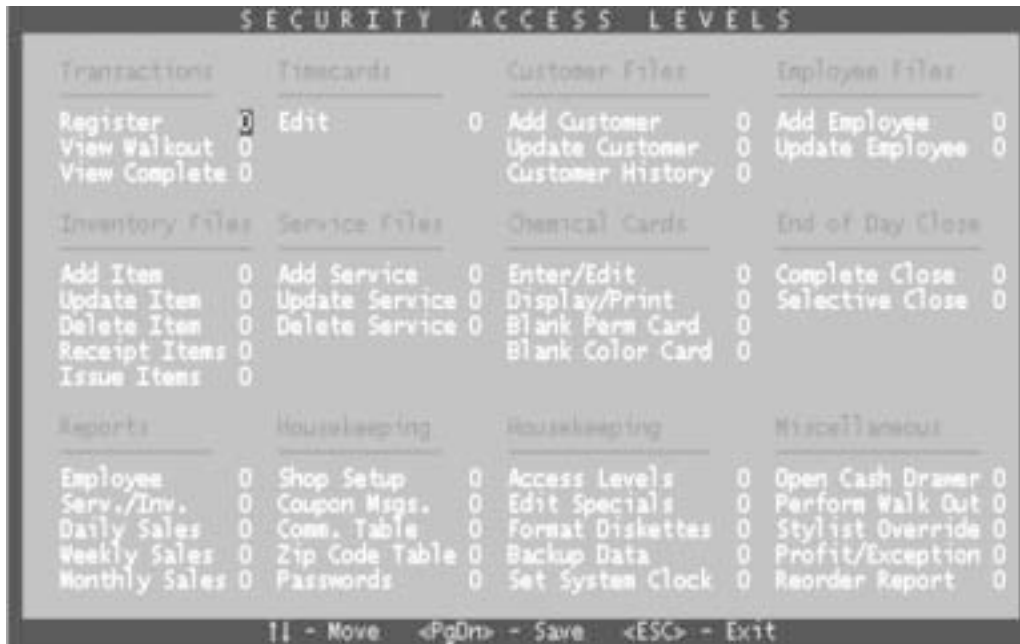 SECURITY ACCESS LEVELS
Transactions Timecards Customer Files Employee Files
Register 0 Edit 0 Add Customer 0 Add Employee 0
View Walkout 0 Update Customer 0 Update Employee 0
View Complete 0 Customer History 0
Inventory Files Service Files Chemical Cards End of Day Close
Add Item 0 Add Service 0 Enter/Edit 0 Complete Close 0
Update Item 0 Update Service 0 Display/Print 0 Selective Close 0
Delete Item 0 Delete Service 0 Blank Perm Card 0
Receipt Items 0 Blank Color Card 0
Issue Items 0
Reports Housekeeping Housekeeping Miscellaneous
Employee 0 Shop Setup 0 Access Levels 0 Open Cash Drawer 0
Serv./Inv. 0 Coupon Msgs. 0 Edit Specials 0 Perform Walk Out 0
Daily Sales 0 Comm. Table 0 Format Diskettes 0 Stylist Override 0
Weekly Sales 0 Zip Code Table 0 Backup Data 0 Profit/Exception 0
Monthly Sales 0 Passwords 0 Set System Clock 0 Reorder Report 0
↑↓ - Move <PgDn> - Save <ESC> - Exit